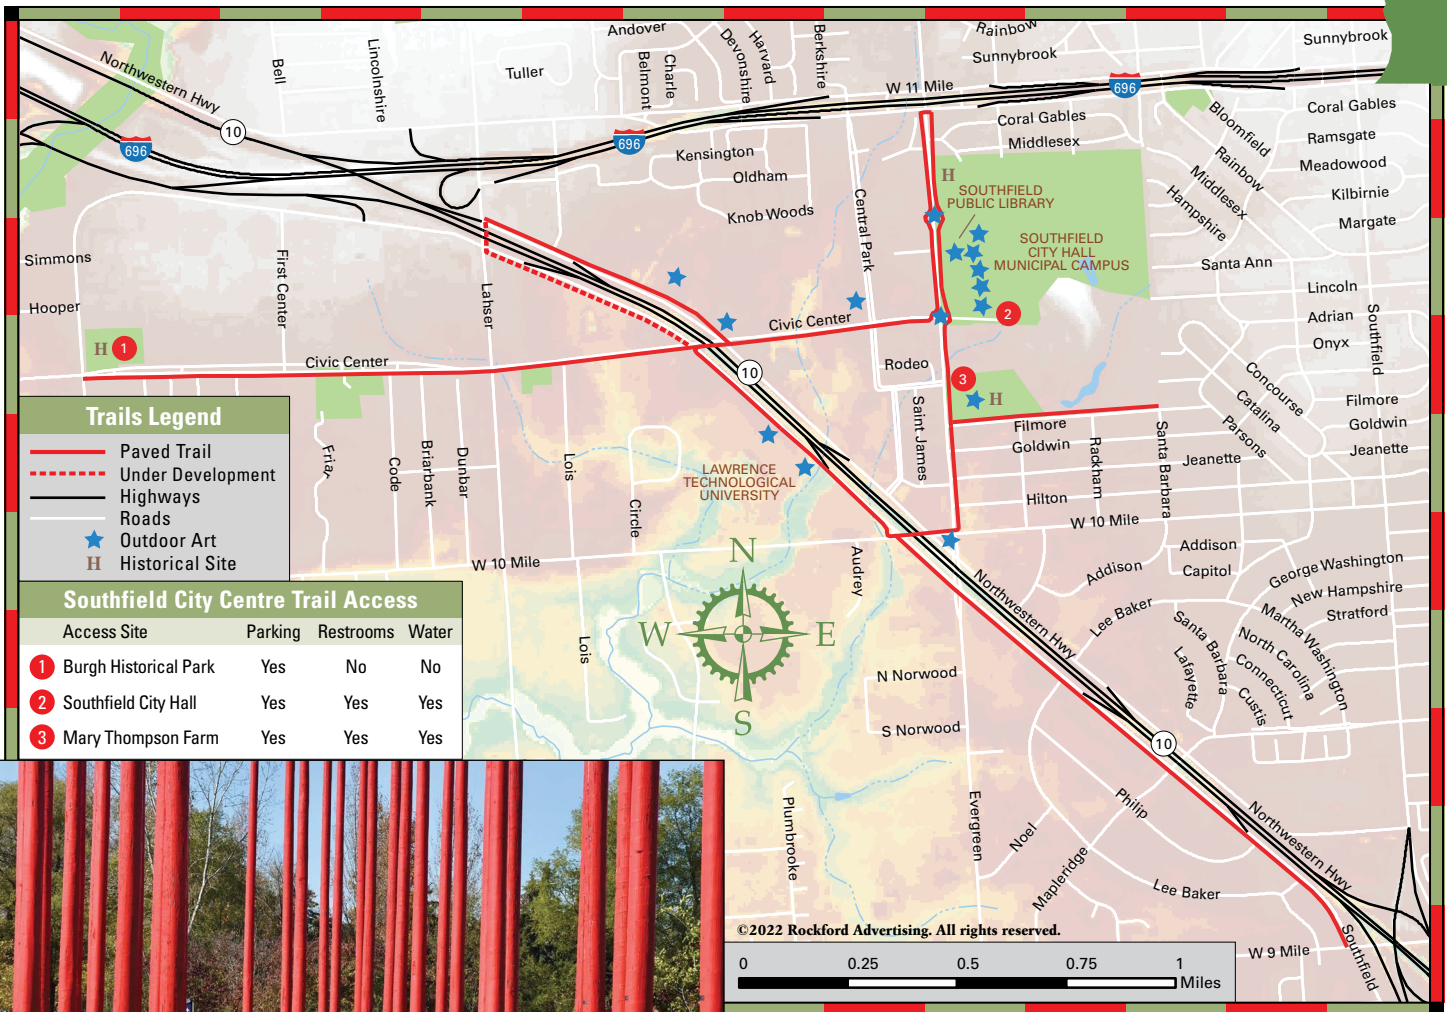 Andover
Rainbow
Sunnybrook
Sunnybrook
Northwestern Hwy
Bell
Lincolnshire
Tuller
Belmont
Charle
Devonshire
Harvard
Berkshire
W 11 Mile
696
10
696
696
Coral Gables
Middlesex
Bloomfield
Rainbow
Middlesex
Hampshire
Coral Gables
Ramsgate
Meadowood
Kilbirnie
Margate
Kensington
Oldham
Knob Woods
Central Park
H
SOUTHFIELD
PUBLIC LIBRARY
SOUTHFIELD
CITY HALL
MUNICIPAL CAMPUS
Santa Ann
Lincoln
Adrian
Onyx
Southfield
Simmons
Hooper
First Center
Lahser
H 1
Civic Center
Civic Center
2
Rodeo
10
3
H
Saint James
Filmore
Goldwin
Rackham
Santa Barbara
Hilton
W 10 Mile
Jeanette
Concourse
Catalina
Parsons
Filmore
Goldwin
Jeanette
Trails Legend
Paved Trail
Under Development
Highways
Roads
Outdoor Art
H Historical Site
Friar
Code
Briarbank
Dunbar
Lois
Circle
LAWRENCE
TECHNOLOGICAL
UNIVERSITY
W 10 Mile
Audrey
Lois
N
W E
S
Northwestern Hwy
Addison
Addison
Capitol
Lee Baker
George Washington
New Hampshire
Stratford
Martha Washington
North Carolina
Connecticut
Custis
Santa Barbara
Lafayette
N Norwood
S Norwood
10
Evergreen
Plumbrooke
Noel
Philip
Mapleridge
Lee Baker
Northwestern Hwy
W 9 Mile
Southfield
Southfield City Centre Trail Access
Access Site Parking Restrooms Water
1 Burgh Historical Park Yes No No
2 Southfield City Hall Yes Yes Yes
3 Mary Thompson Farm Yes Yes Yes
©2022 Rockford Advertising. All rights reserved.
0 0.25 0.5 0.75 1
Miles